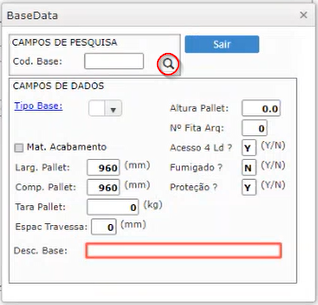 BaseData
CAMPOS DE PESQUISA
Cod. Base:
Sair
CAMPOS DE DADOS
Tipo Base:
Altura Pallet: 0.0
Nº Fita Arq: 0
Mat. Acabamento
Acesso 4 Ld ? Y (Y/N)
Larg. Pallet: 960 (mm)
Fumigado ? N (Y/N)
Comp. Pallet: 960 (mm)
Proteção ? Y (Y/N)
Tara Pallet: 0 (kg)
Espac Travessa: 0 (mm)
Desc. Base: